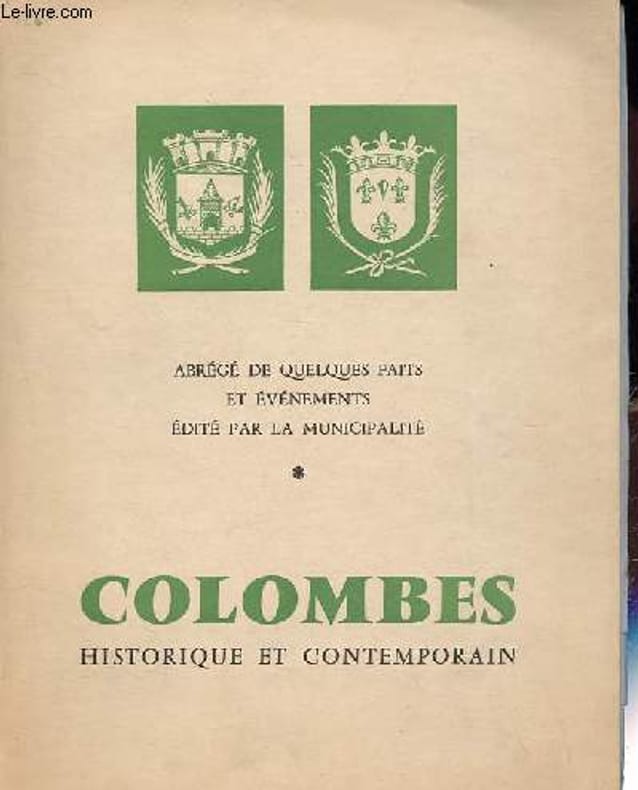 Le-livre.com
ABRÉGÉ DE QUELQUES FAITS
ET ÉVÉNEMENTS
ÉDITÉ PAR LA MUNICIPALITÉ
*
COLOMBES
HISTORIQUE ET CONTEMPORAIN